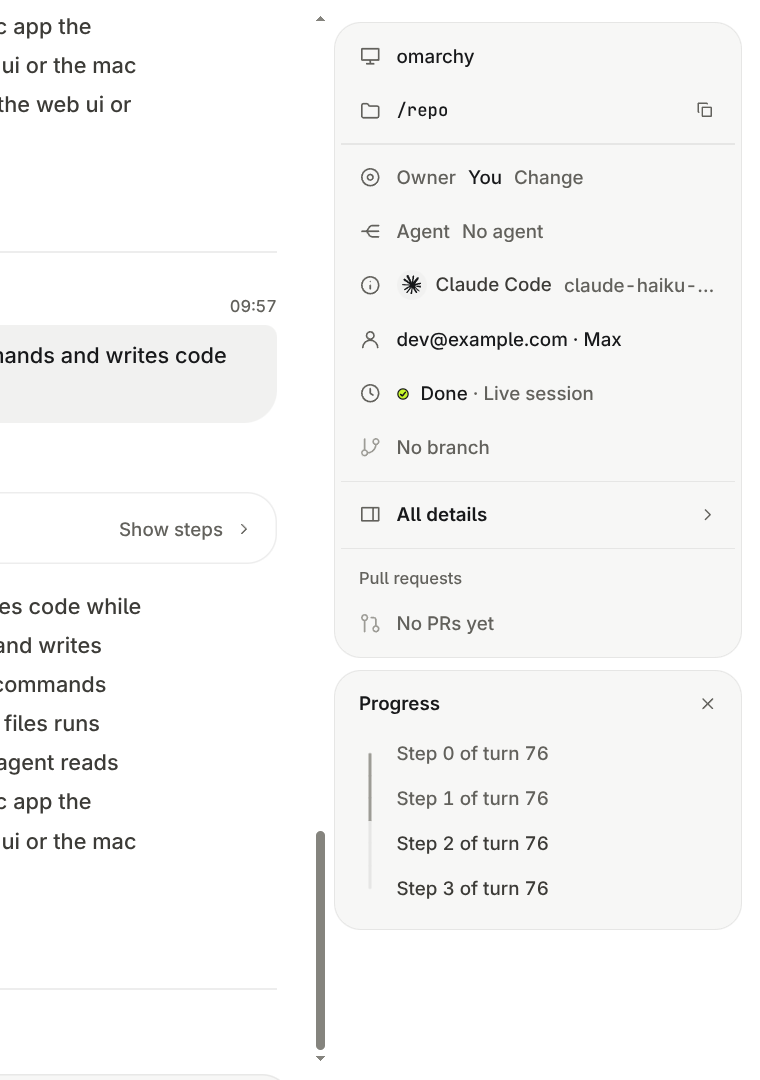 c app the
ui or the mac
the web ui or
09:57
nands and writes code
Show steps
es code while
and writes
commands
files runs
agent reads
c app the
ui or the mac
omarchy
/repo
Owner You Change
Agent No agent
Claude Code claude-haiku-...
dev@example.com · Max
Done · Live session
No branch
All details
Pull requests
No PRs yet
Progress
Step 0 of turn 76
Step 1 of turn 76
Step 2 of turn 76
Step 3 of turn 76